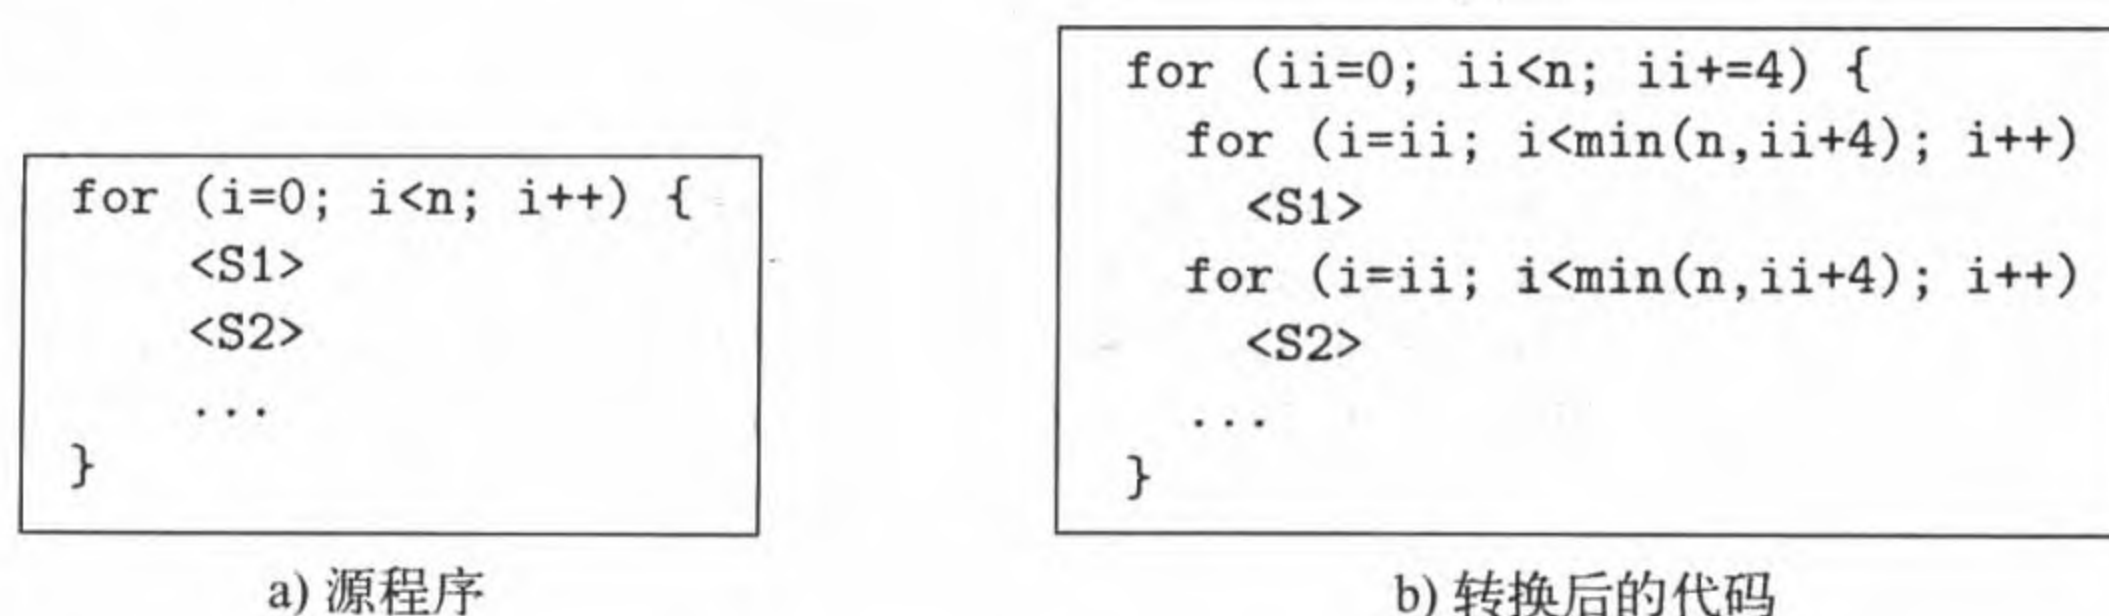 for (i=0; i<n; i++) {
<S1>
<S2>
...
}
a) 源程序
for (ii=0; ii<n; ii+=4) {
for (i=ii; i<min(n,ii+4); i++)
<S1>
for (i=ii; i<min(n,ii+4); i++)
<S2>
...
}
b) 转换后的代码